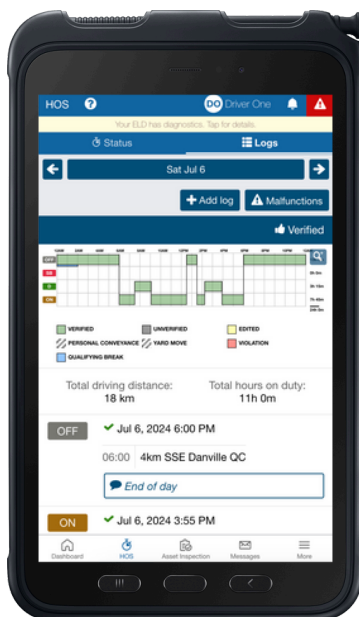 HOS ? DO Driver One
Your ELD has diagnostics. Tap for details.
Status Logs
Sat Jul 6
Add log Malfunctions
Verified
OFF
SB
D
ON
VERIFIED UNVERIFIED EDITED
PERSONAL CONVEYANCE YARD MOVE VIOLATION
QUALIFYING BREAK
Total driving distance: Total hours on duty:
18 km 11h 0m
OFF Jul 6, 2024 6:00 PM
06:00 4km SSE Danville QC
End of day
ON Jul 6, 2024 3:55 PM
Dashboard HOS Asset Inspection Messages More